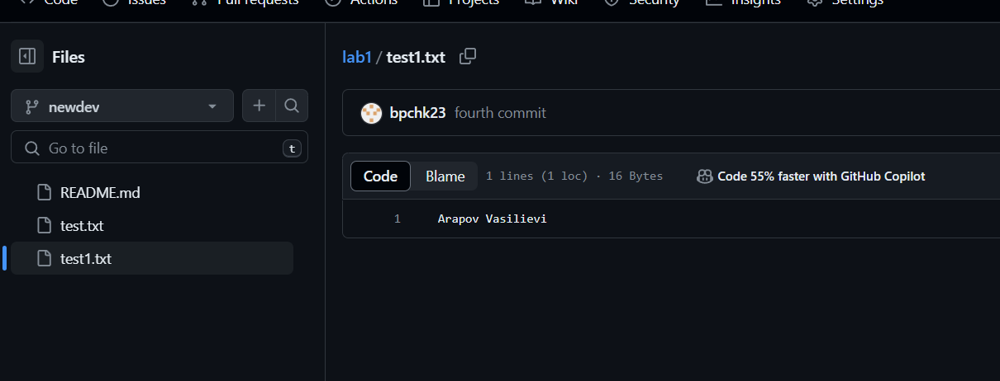 Code Issues Pull requests Actions Projects Wiki Security Insights Settings
Files
lab1 / test1.txt
newdev
bpchk23 fourth commit
Go to file t
Code Blame 1 lines (1 loc) · 16 Bytes Code 55% faster with GitHub Copilot
README.md
1 Arapov Vasilievi
test.txt
test1.txt